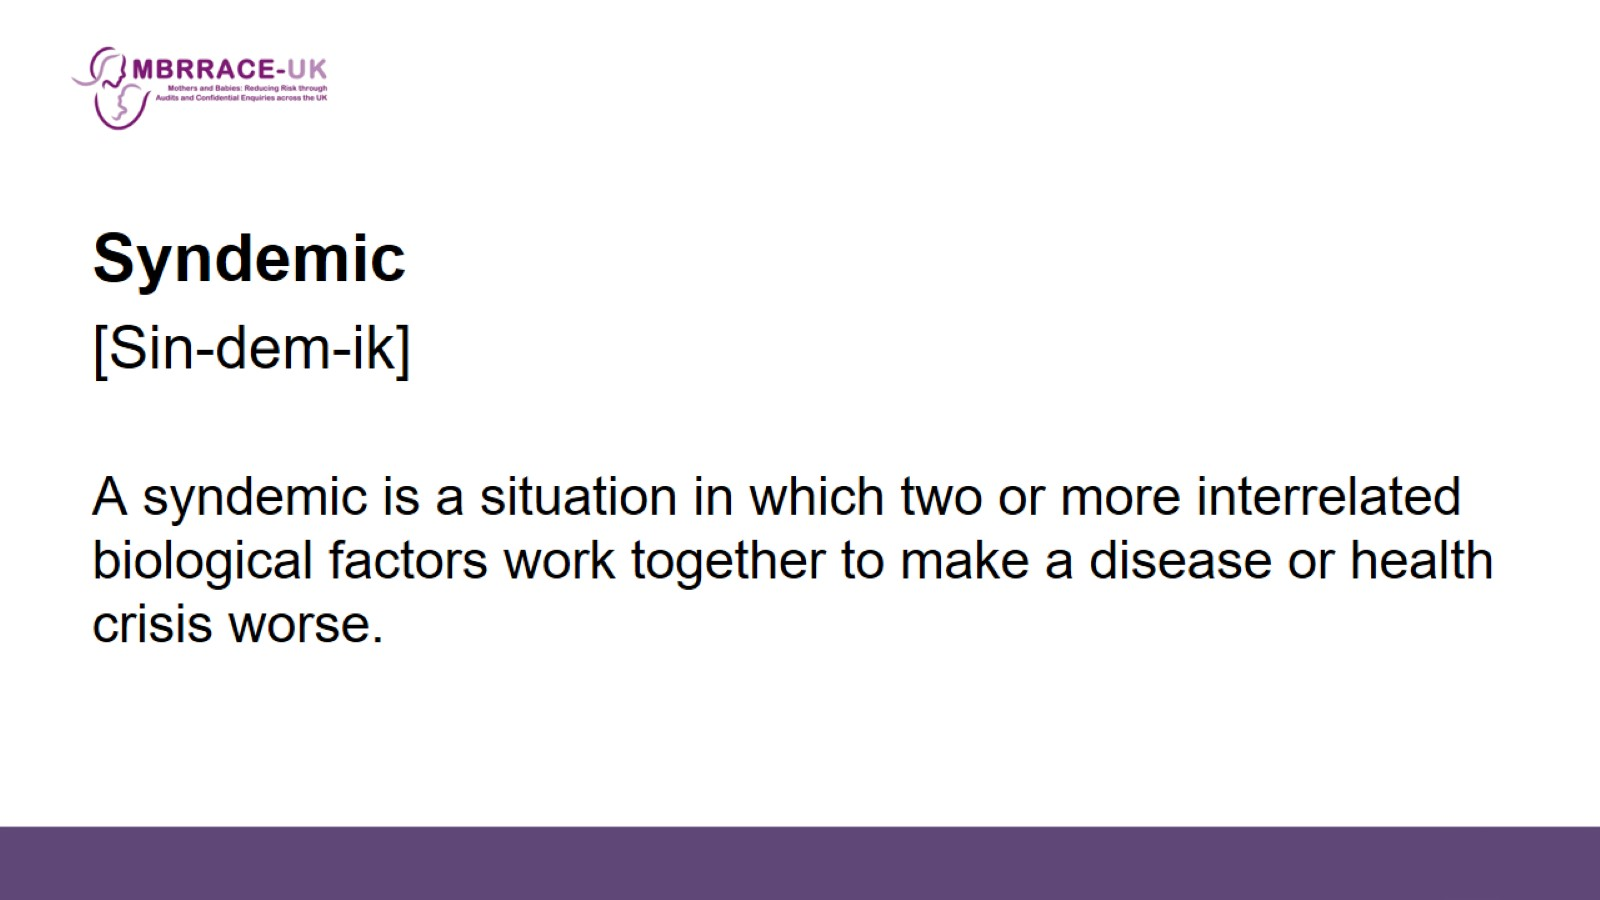 MBRRACE-UK
Mothers and Babies: Reducing Risk through
Audits and Confidential Enquiries across the UK
Syndemic
[Sin-dem-ik]
A syndemic is a situation in which two or more interrelated
biological factors work together to make a disease or health
crisis worse.